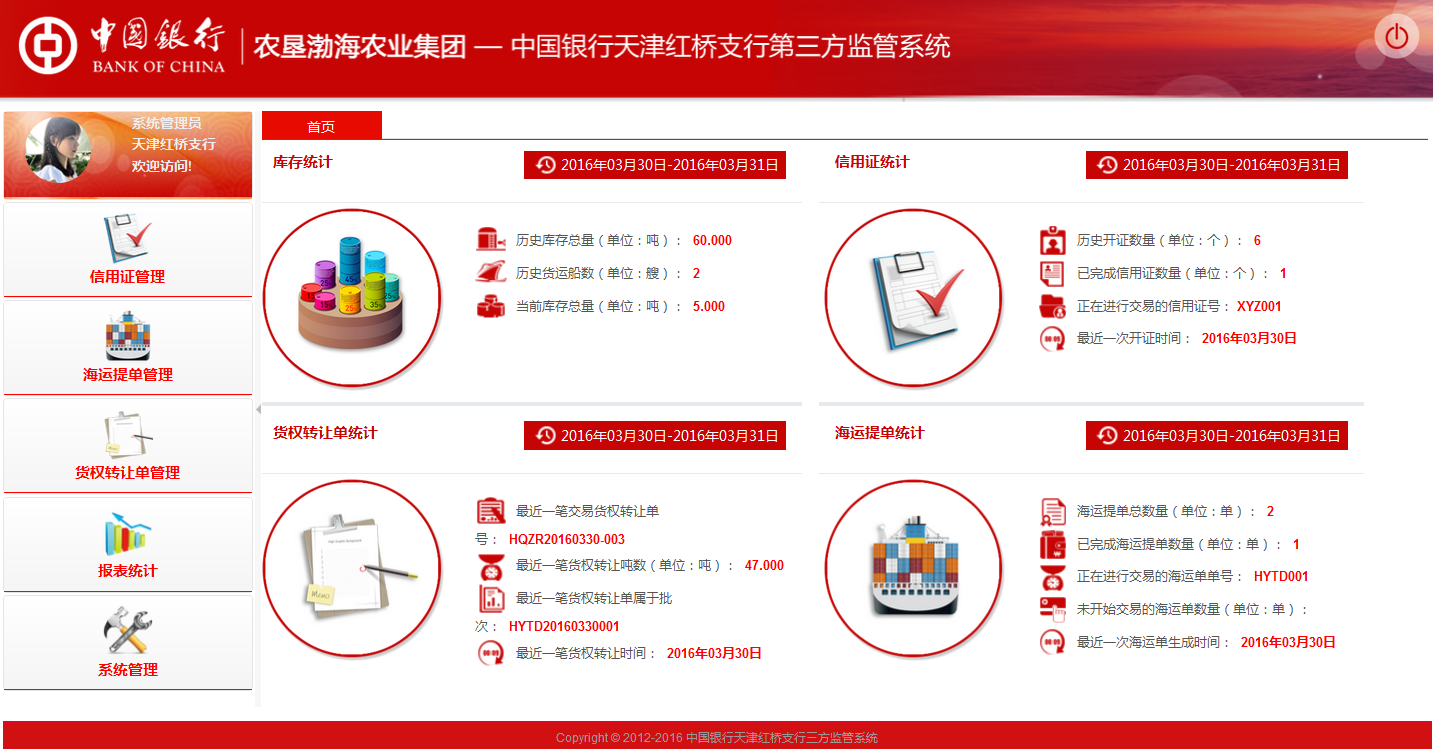 中国银行
BANK OF CHINA
农垦渤海农业集团 — 中国银行天津红桥支行第三方监管系统
系统管理员
天津红桥支行
欢迎访问!
信用证管理
海运提单管理
货权转让单管理
报表统计
系统管理
首页
库存统计
2016年03月30日-2016年03月31日
历史库存总量（单位：吨）： 60.000
历史货运船数（单位：艘）： 2
当前库存总量（单位：吨）： 5.000
信用证统计
2016年03月30日-2016年03月31日
历史开证数量（单位：个）： 6
已完成信用证数量（单位：个）： 1
正在进行交易的信用证号： XYZ001
最近一次开证时间： 2016年03月30日
货权转让单统计
2016年03月30日-2016年03月31日
Memo
最近一笔交易货权转让单
号： HQZR20160330-003
最近一笔货权转让吨数（单位：吨）： 47.000
最近一笔货权转让单属于批
次： HYTD20160330001
最近一笔货权转让时间： 2016年03月30日
海运提单统计
2016年03月30日-2016年03月31日
海运提单总数量（单位：单）： 2
已完成海运提单数量（单位：单）： 1
正在进行交易的海运单单号： HYTD001
未开始交易的海运单数量（单位：单）：
最近一次海运单生成时间： 2016年03月30日
Copyright © 2012-2016 中国银行天津红桥支行三方监管系统